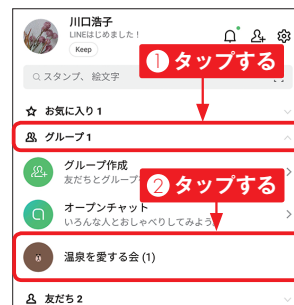 川口浩子
LINEはじめました！
Keep
①タップする
スタンプ、絵文字
お気に入り 1
グループ 1
グループ作成
友だちとグループ
②タップする
オープンチャット
いろんな人とおしゃべりしてみよう
温泉を愛する会 (1)
友だち 2